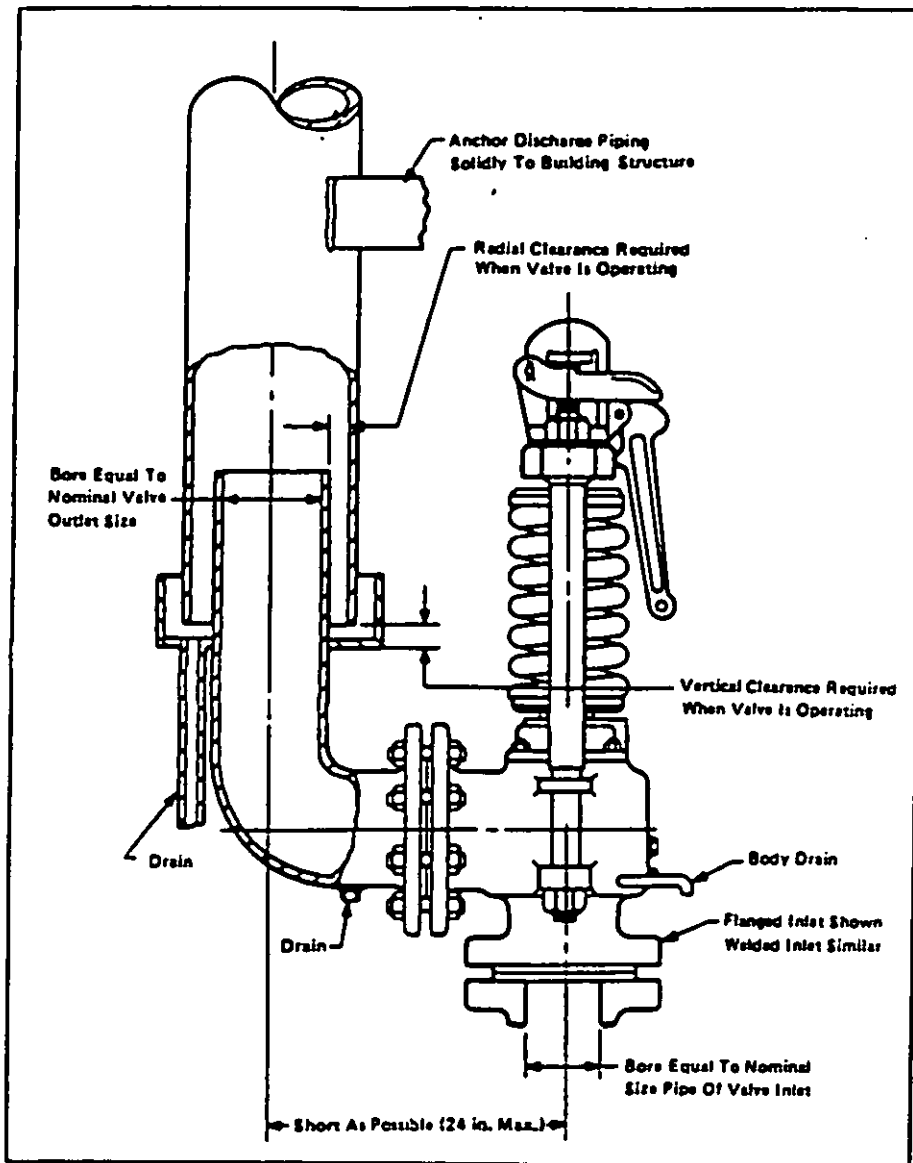 Anchor Discharge Piping
Solidly To Building Structure
Radial Clearance Required
When Valve Is Operating
Bore Equal To
Nominal Valve
Outlet Size
Vertical Clearance Required
When Valve Is Operating
Drain
Body Drain
Drain
Flanged Inlet Shown
Welded Inlet Similar
Bore Equal To Nominal
Size Pipe Of Valve Inlet
Short As Possible (24 in. Max.)